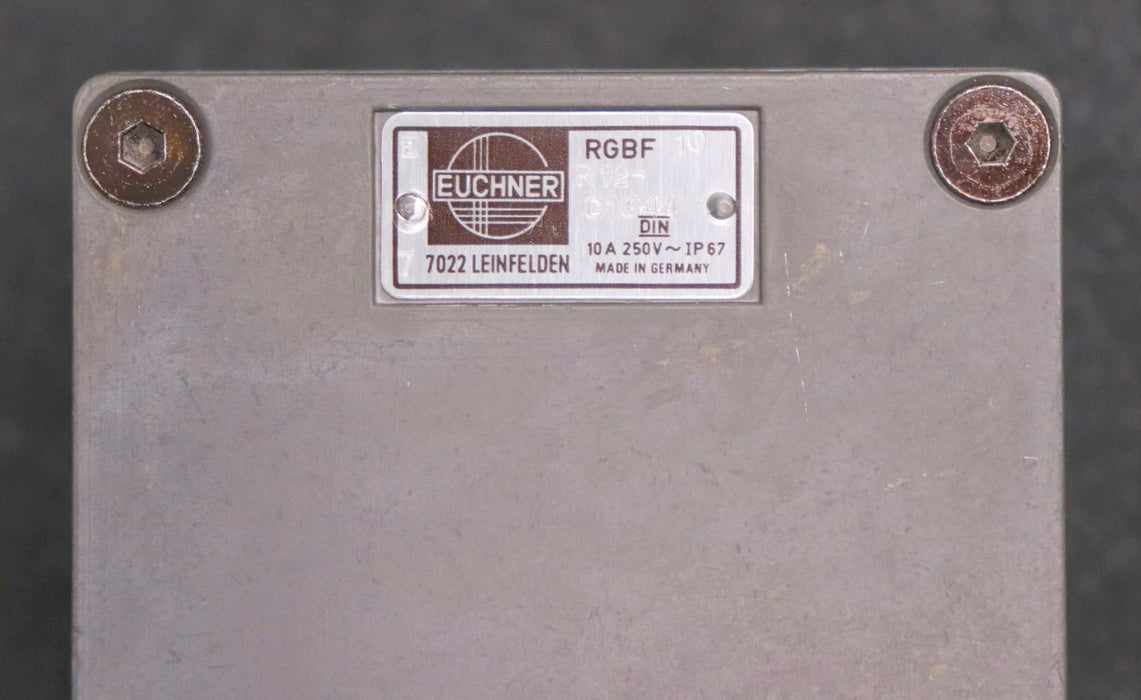 EUCHNER
7022 LEINFELDEN
RGBF 10
R12-
C1344
DIN
10 A 250V ~ IP 67
MADE IN GERMANY